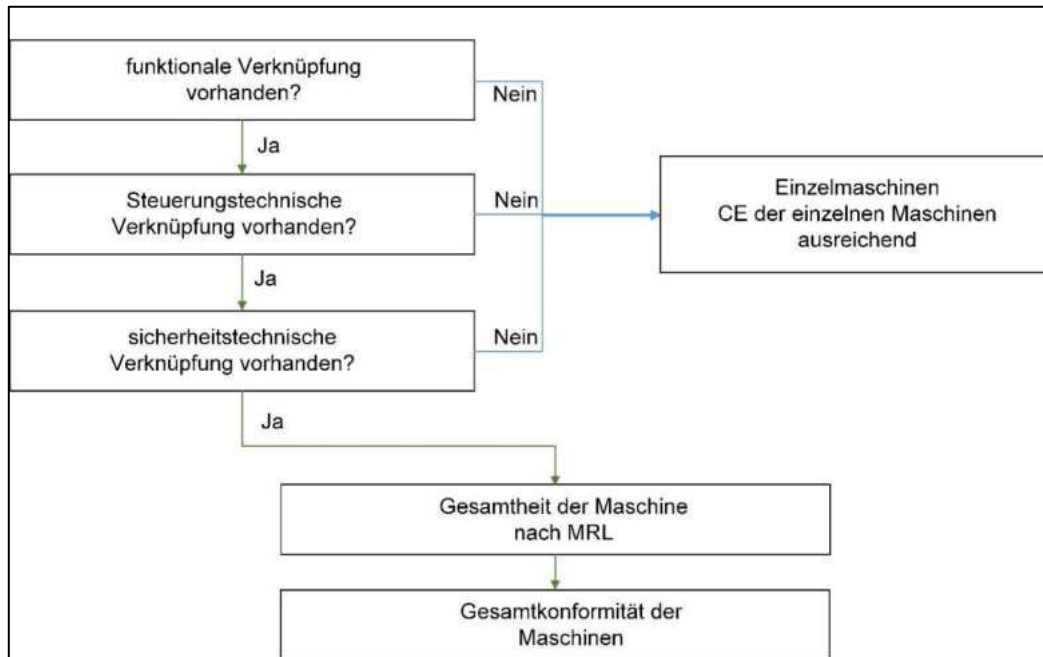 funktionale Verknüpfung
vorhanden?
Nein
Ja
Steuerungstechnische
Verknüpfung vorhanden?
Nein
Einzelmaschinen
CE der einzelnen Maschinen
ausreichend
Ja
sicherheitstechnische
Verknüpfung vorhanden?
Nein
Ja
Gesamtheit der Maschine
nach MRL
Gesamtkonformität der
Maschinen